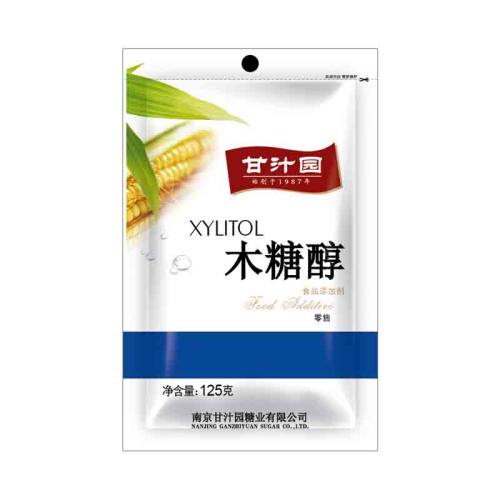 甘汁园
始创于1987年
XYLITOL
木糖醇
食品添加剂
Food Additive
零售
净含量:125克
南京甘汁园糖业有限公司
NANJING GANZHIYUAN SUGAR CO.,LTD.